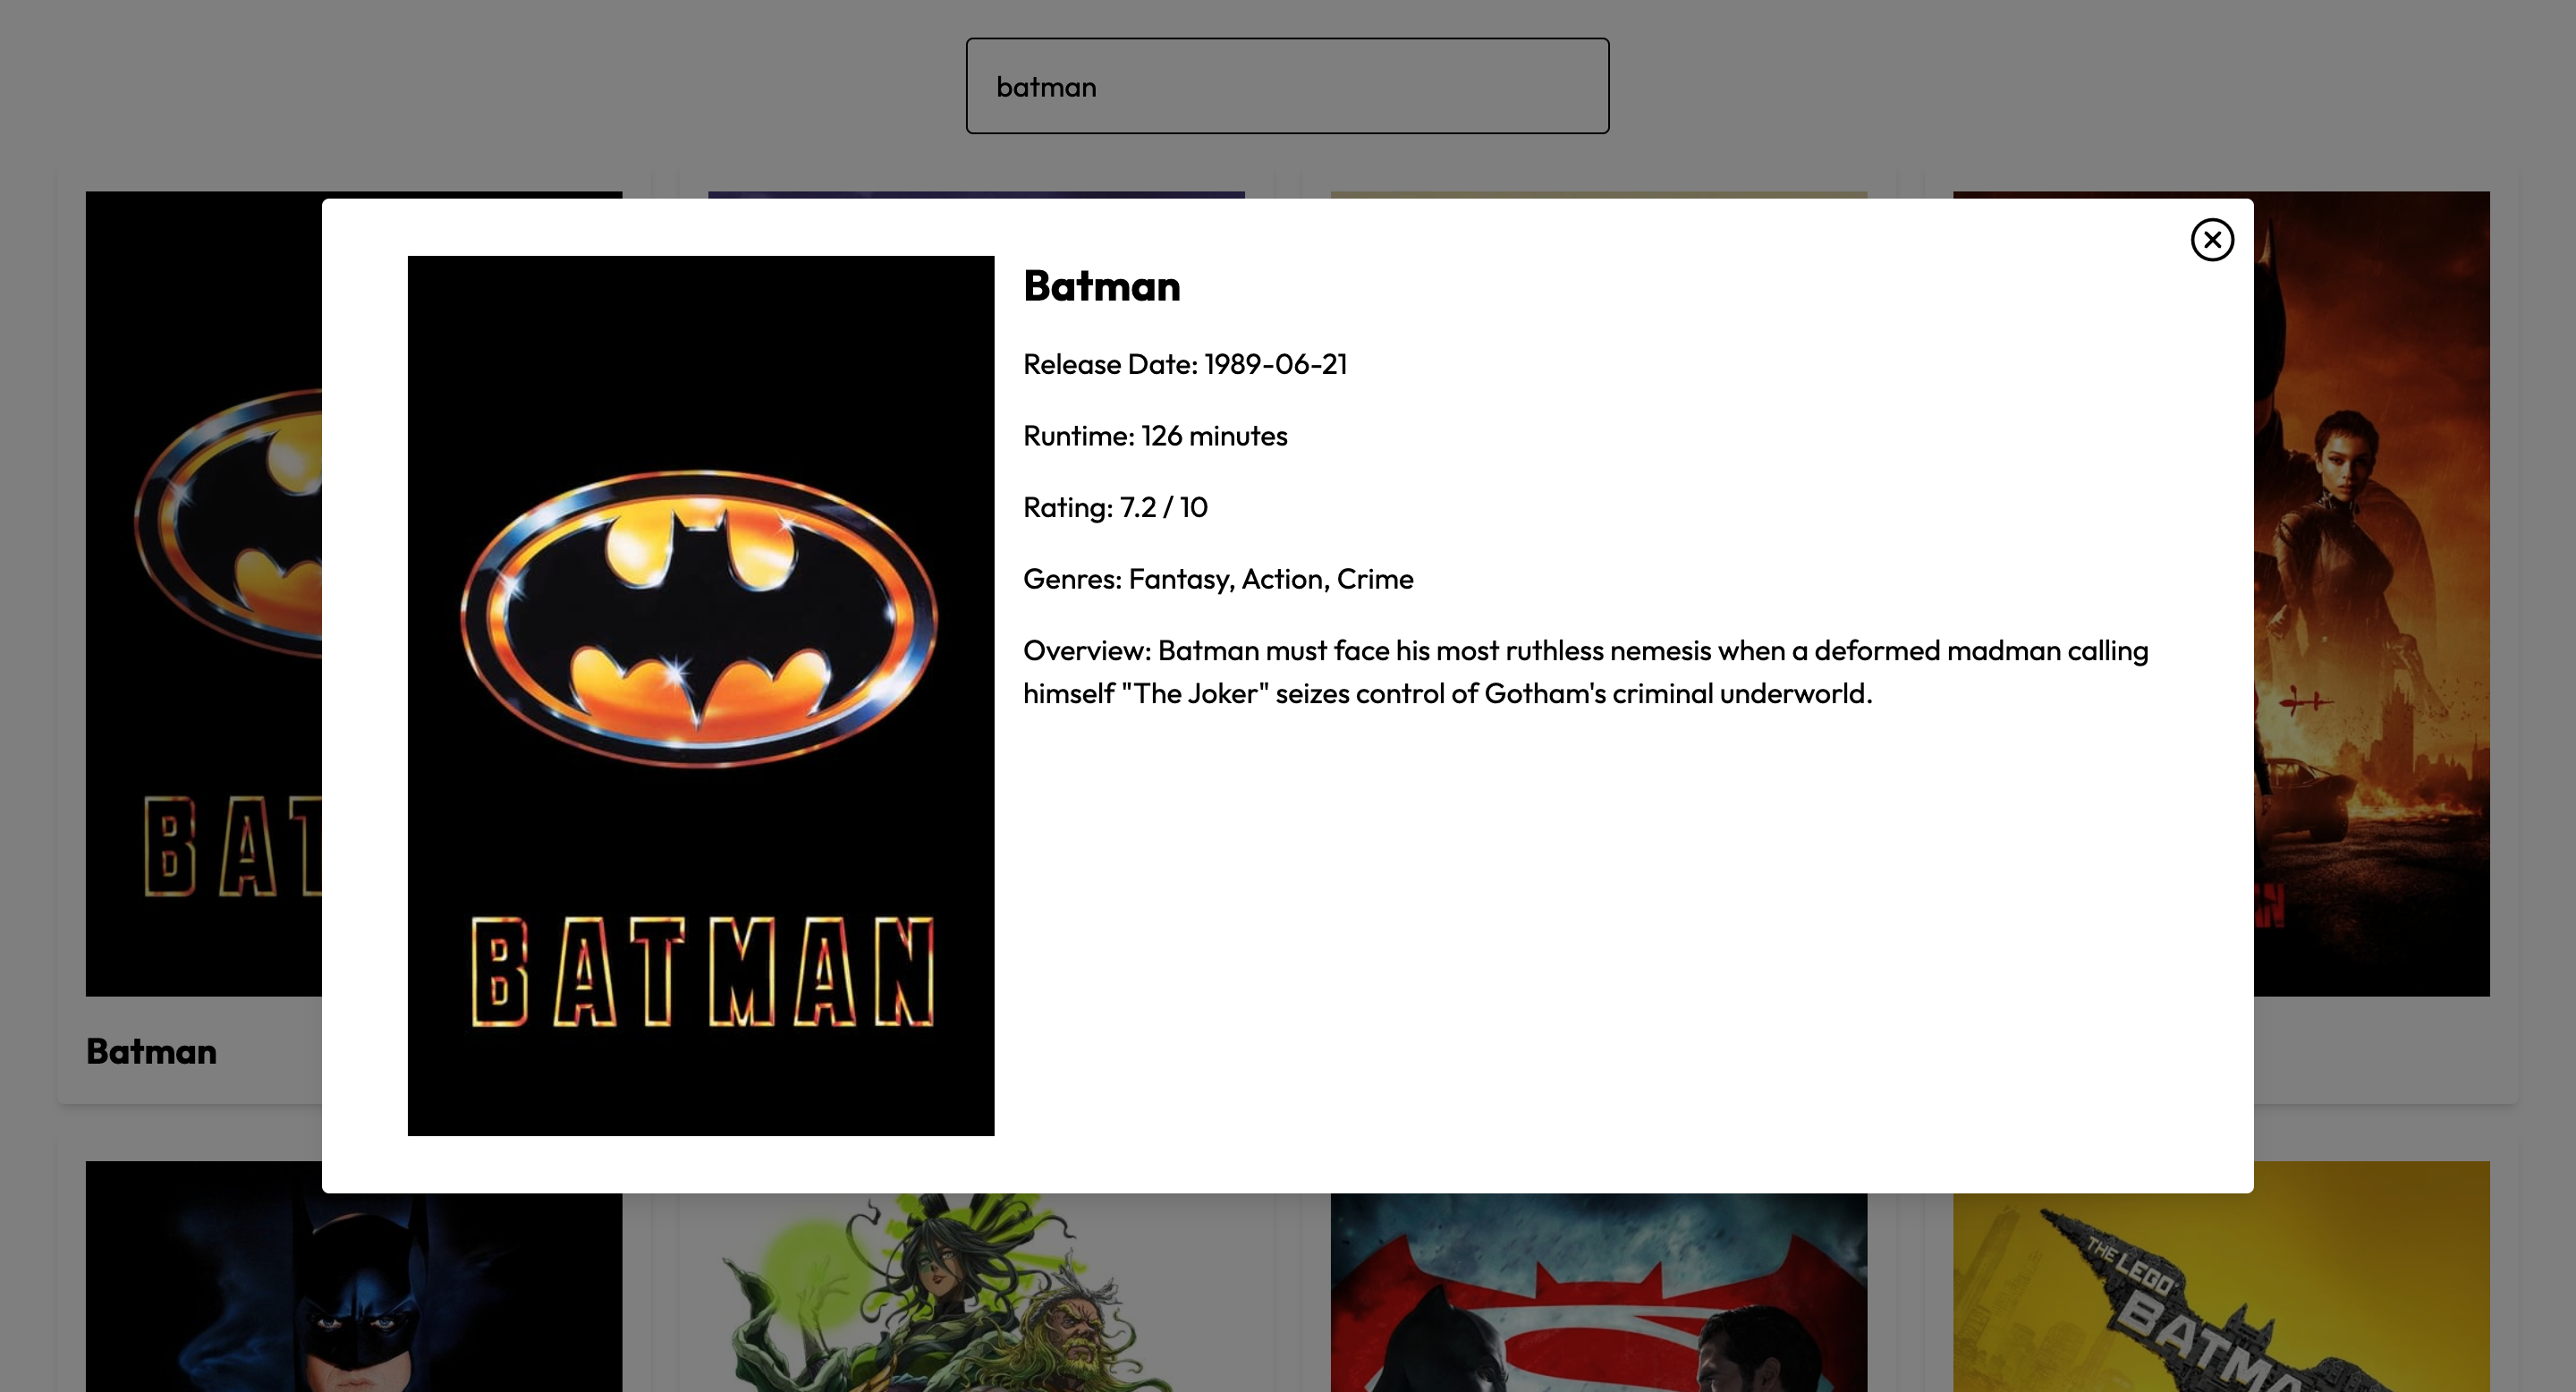 batman
Batman
Release Date: 1989-06-21
Runtime: 126 minutes
Rating: 7.2 / 10
Genres: Fantasy, Action, Crime
Overview: Batman must face his most ruthless nemesis when a deformed madman calling
himself "The Joker" seizes control of Gotham's criminal underworld.
BATMAN
BAT
Batman
THE LEGO
BATMA